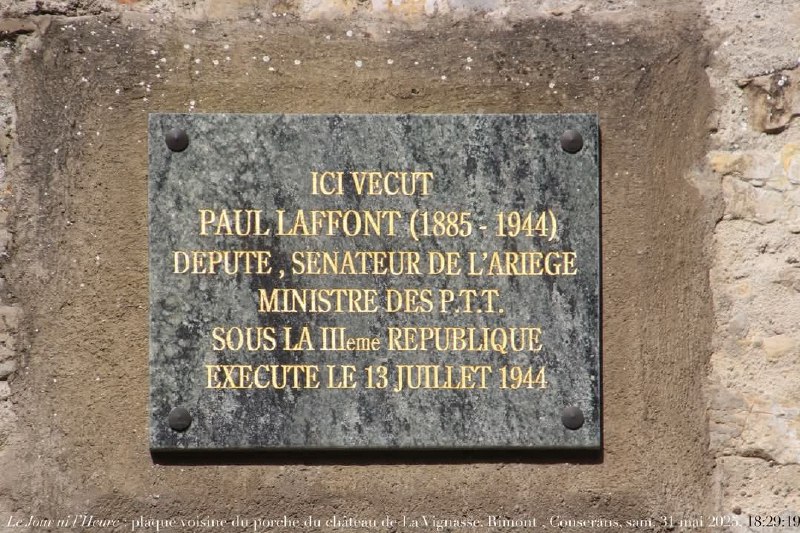 ICI VECUT
PAUL LAFFONT (1885 - 1944)
DEPUTE , SENATEUR DE L'ARIEGE
MINISTRE DES P.T.T.
SOUS LA IIIeme REPUBLIQUE
EXECUTE LE 13 JUILLET 1944
Le Jour ni l'Heure : plaque voisine du porche du château de La Vignasse, Rimont , Couserans, sam. 31 mai 2025, 18:29:19